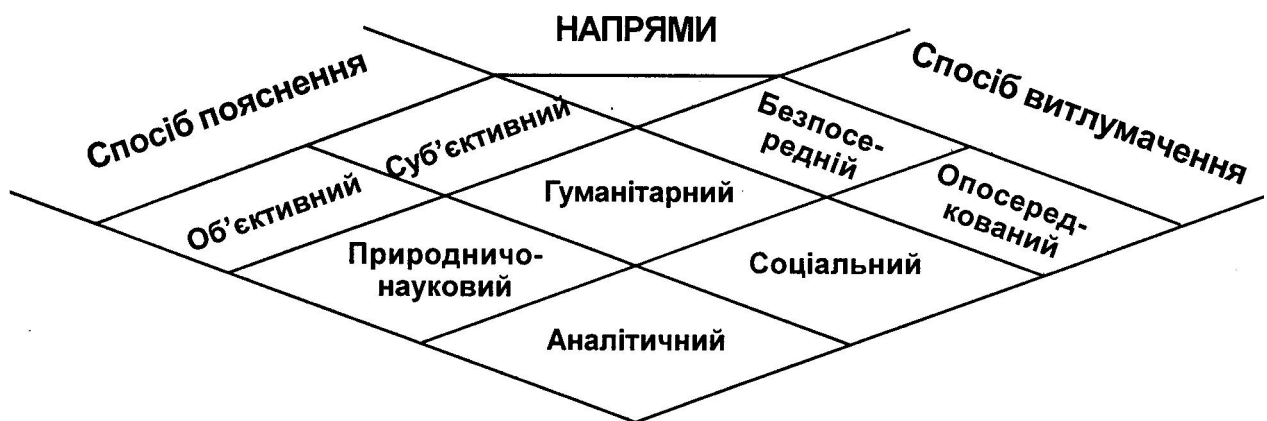 НАПРЯМИ
Спосіб пояснення
Спосіб витлумачення
Об’єктивний
Суб’єктивний
Безпосе-
редній
Опосеред-
кований
Гуманітарний
Природничо-
науковий
Соціальний
Аналітичний